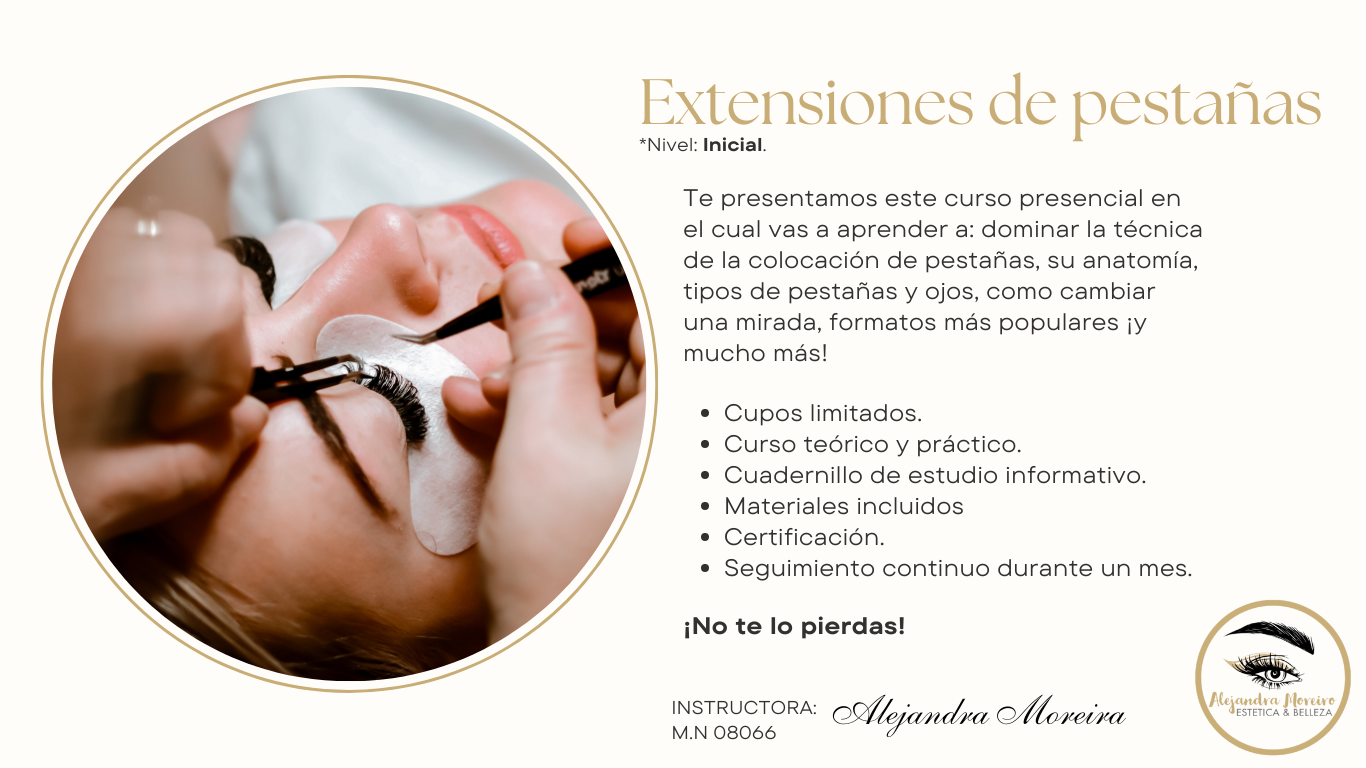 Extensiones de pestañas
*Nivel: Inicial.
Te presentamos este curso presencial en
el cual vas a aprender a: dominar la técnica
de la colocación de pestañas, su anatomía,
tipos de pestañas y ojos, como cambiar
una mirada, formatos más populares ¡y
mucho más!
• Cupos limitados.
• Curso teórico y práctico.
• Cuadernillo de estudio informativo.
• Materiales incluidos
• Certificación.
• Seguimiento continuo durante un mes.
¡No te lo pierdas!
INSTRUCTORA: Alejandra Moreira
M.N 08066
Alejandra Moreiro
ESTETICA & BELLEZA